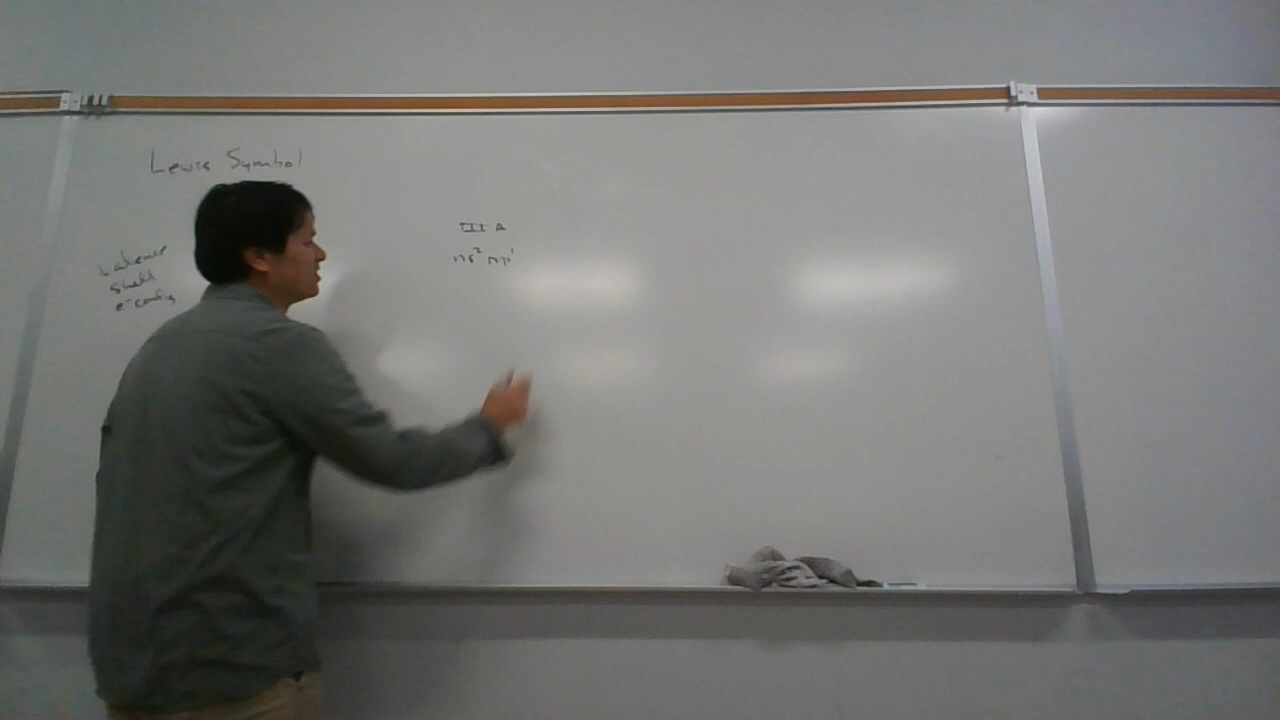 Lewis Symbol
III A
ns² np¹
valence
shell
e⁻ config